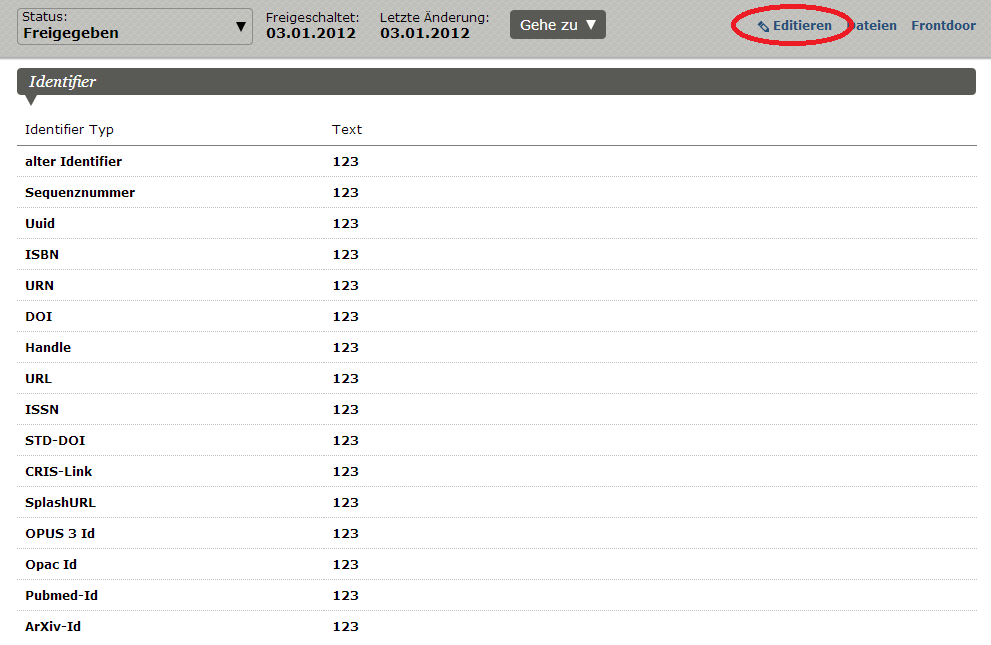 Status:
Freigegeben ▼
Freigeschaltet:
03.01.2012
Letzte Änderung:
03.01.2012
Gehe zu ▼
Editieren
Dateien
Frontdoor
Identifier
Identifier Typ Text
alter Identifier 123
Sequenznummer 123
Uuid 123
ISBN 123
URN 123
DOI 123
Handle 123
URL 123
ISSN 123
STD-DOI 123
CRIS-Link 123
SplashURL 123
OPUS 3 Id 123
Opac Id 123
Pubmed-Id 123
ArXiv-Id 123